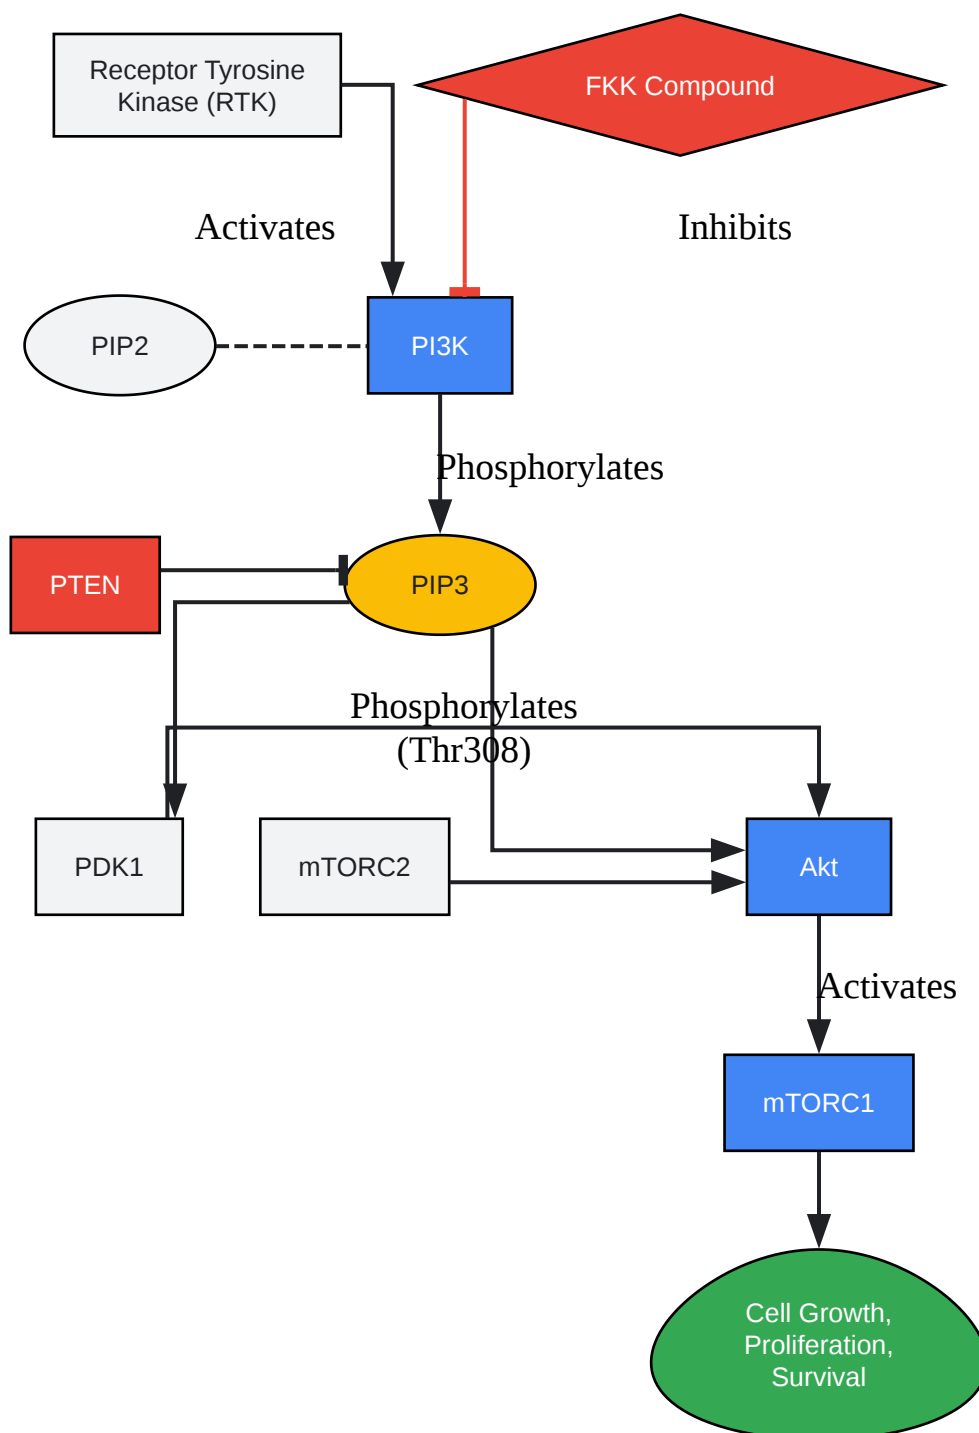 Receptor Tyrosine
Kinase (RTK)
FKK Compound
Activates
Inhibits
PIP2
PI3K
Phosphorylates
PTEN
PIP3
Phosphorylates
(Thr308)
PDK1
mTORC2
Akt
Activates
mTORC1
Cell Growth,
Proliferation,
Survival